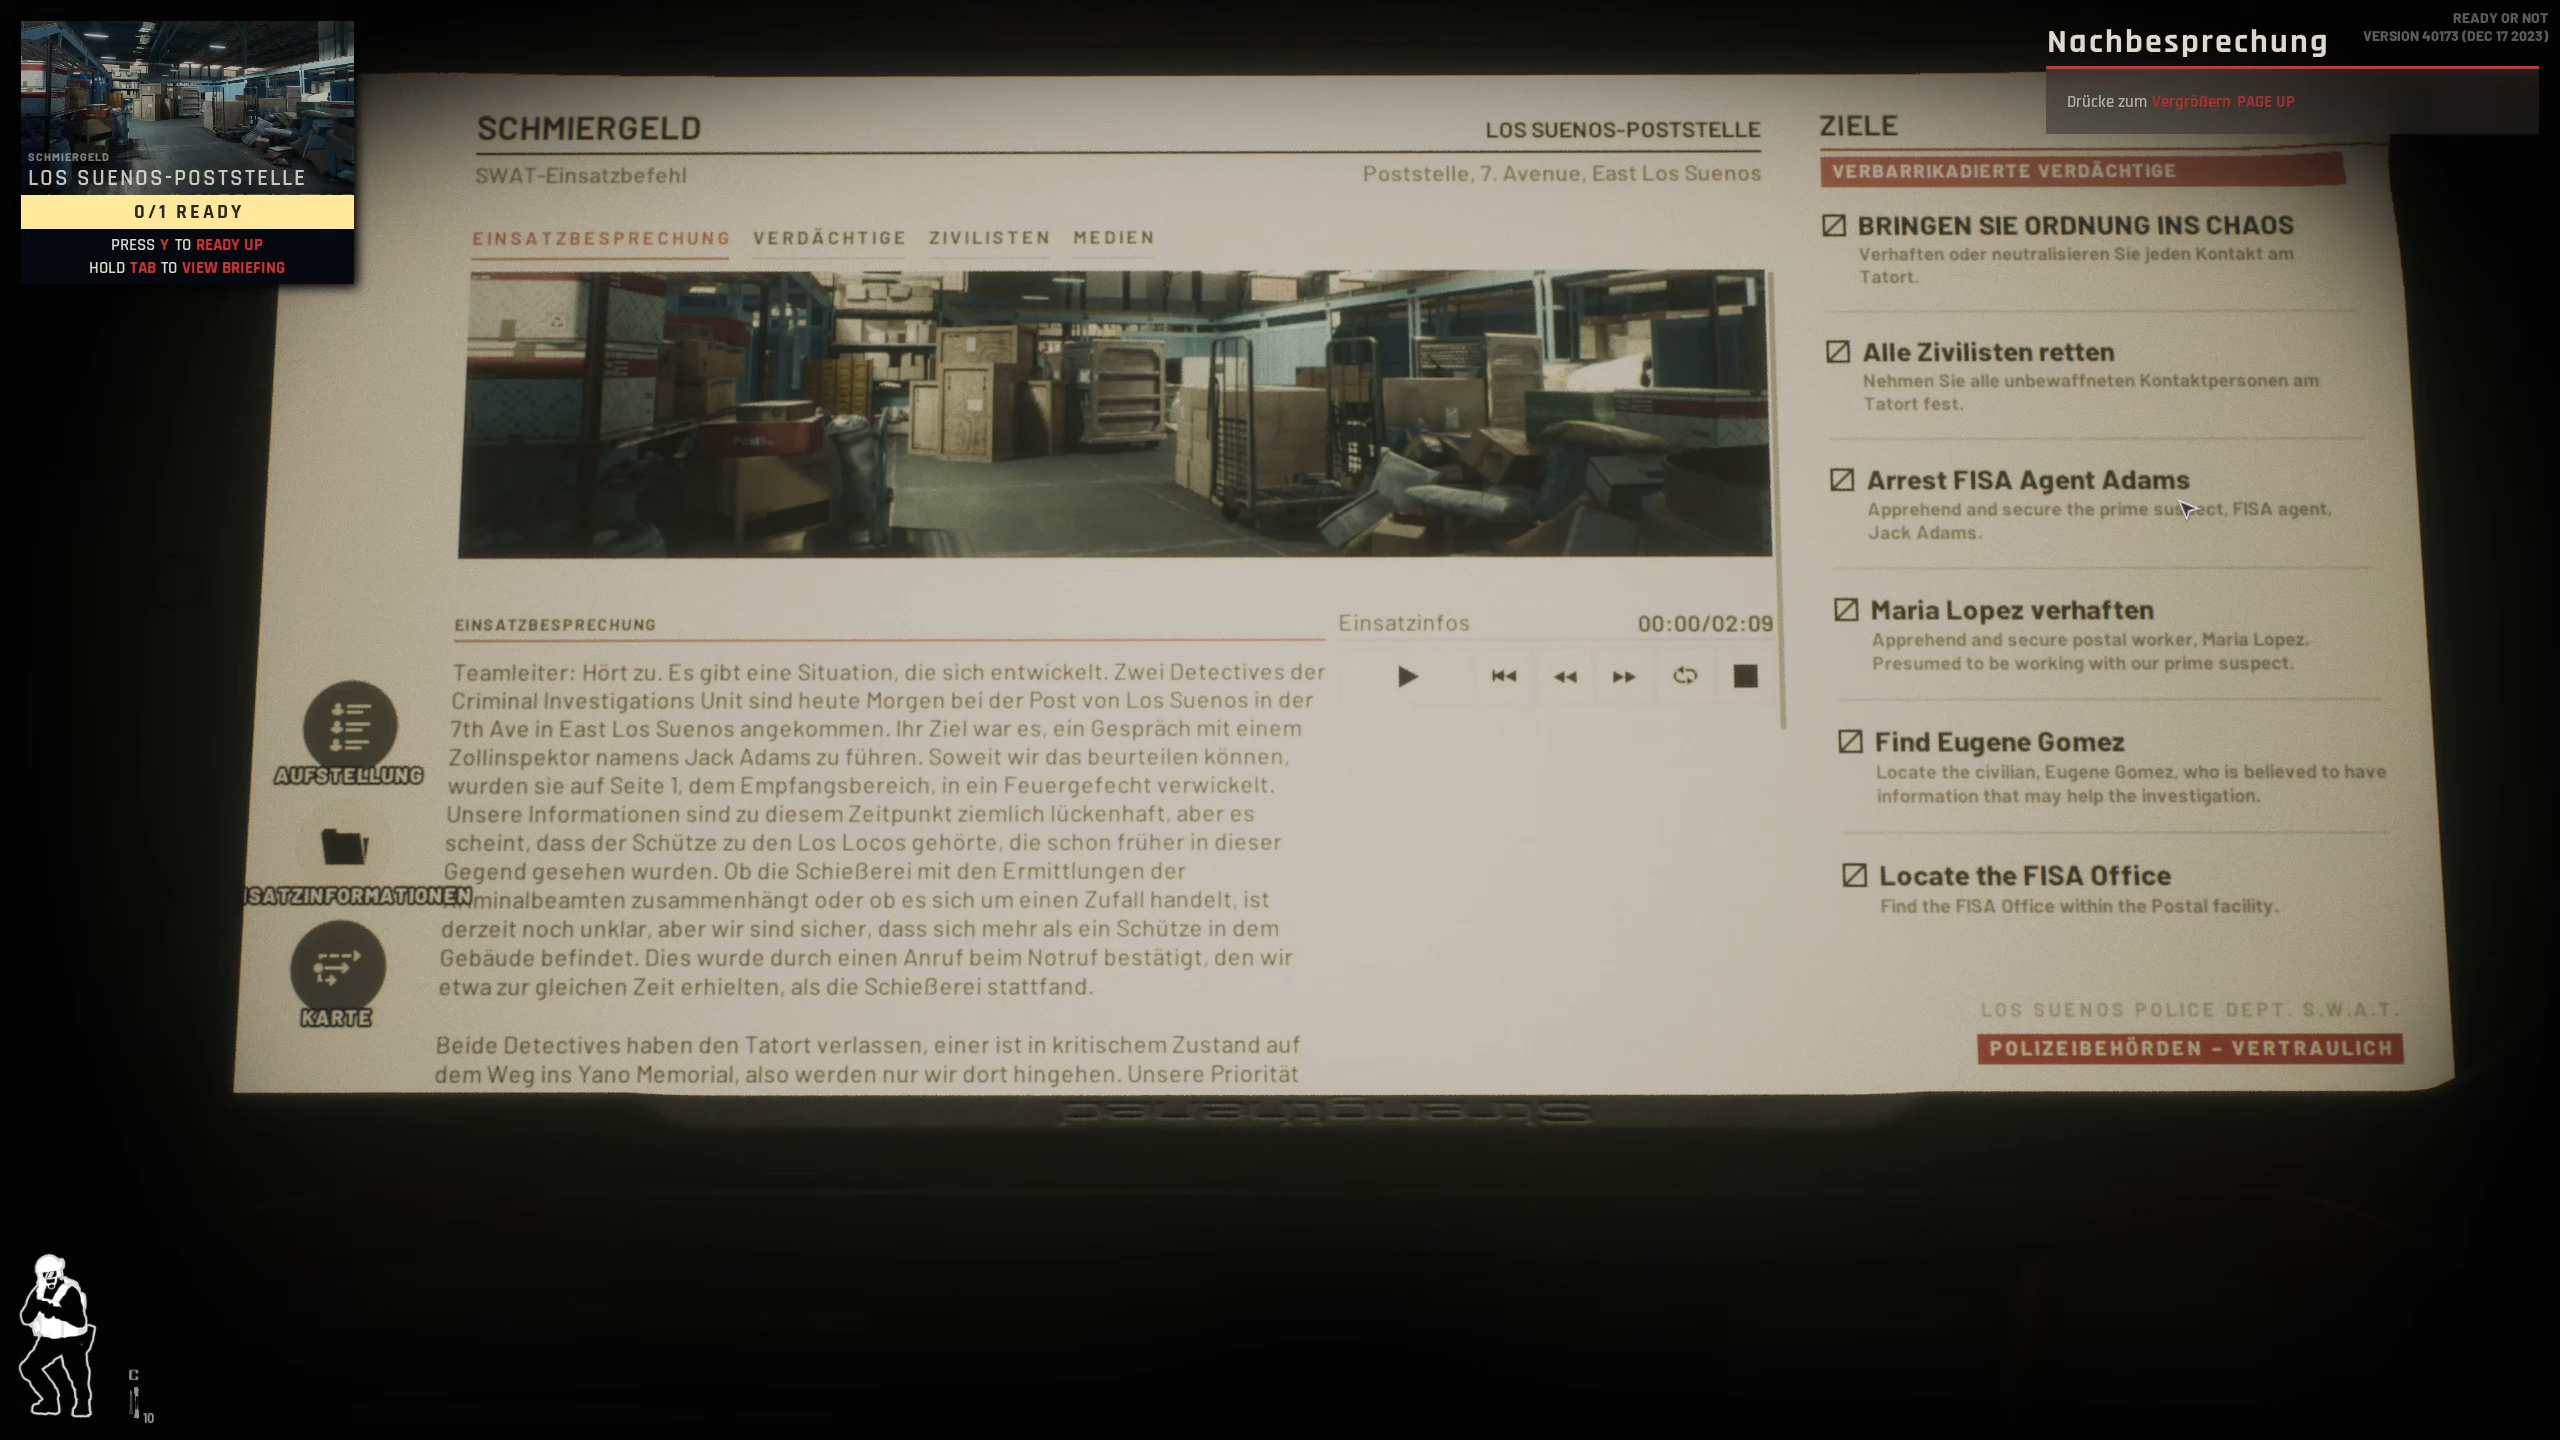 READY OR NOT
VERSION 40173 (DEC 17 2023)
Nachbesprechung
Drücke zum Vergrößern PAGE UP
SCHMIERGELD
LOS SUENOS-POSTSTELLE
0/1 READY
PRESS Y TO READY UP
HOLD TAB TO VIEW BRIEFING
SCHMIERGELD
LOS SUENOS-POSTSTELLE
SWAT-Einsatzbefehl
Poststelle, 7. Avenue, East Los Suenos
EINSATZBESPRECHUNG VERDÄCHTIGE ZIVILISTEN MEDIEN
EINSATZBESPRECHUNG
Teamleiter: Hört zu. Es gibt eine Situation, die sich entwickelt. Zwei Detectives der
Criminal Investigations Unit sind heute Morgen bei der Post von Los Suenos in der
7th Ave in East Los Suenos angekommen. Ihr Ziel war es, ein Gespräch mit einem
Zollinspektor namens Jack Adams zu führen. Soweit wir das beurteilen können,
wurden sie auf Seite 1, dem Empfangsbereich, in ein Feuergefecht verwickelt.
Unsere Informationen sind zu diesem Zeitpunkt ziemlich lückenhaft, aber es
scheint, dass der Schütze zu den Los Locos gehörte, die schon früher in dieser
Gegend gesehen wurden. Ob die Schießerei mit den Ermittlungen der
minalbeamten zusammenhängt oder ob es sich um einen Zufall handelt, ist
derzeit noch unklar, aber wir sind sicher, dass sich mehr als ein Schütze in dem
Gebäude befindet. Dies wurde durch einen Anruf beim Notruf bestätigt, den wir
etwa zur gleichen Zeit erhielten, als die Schießerei stattfand.
Beide Detectives haben den Tatort verlassen, einer ist in kritischem Zustand auf
dem Weg ins Yano Memorial, also werden nur wir dort hingehen. Unsere Priorität
Einsatzinfos 00:00/02:09
AUFSTELLUNG
SATZINFORMATIONEN
KARTE
ZIELE
VERBARRIKADIERTE VERDÄCHTIGE
BRINGEN SIE ORDNUNG INS CHAOS
Verhaften oder neutralisieren Sie jeden Kontakt am
Tatort.
Alle Zivilisten retten
Nehmen Sie alle unbewaffneten Kontaktpersonen am
Tatort fest.
Arrest FISA Agent Adams
Apprehend and secure the prime suspect, FISA agent,
Jack Adams.
Maria Lopez verhaften
Apprehend and secure postal worker, Maria Lopez.
Presumed to be working with our prime suspect.
Find Eugene Gomez
Locate the civilian, Eugene Gomez, who is believed to have
information that may help the investigation.
Locate the FISA Office
Find the FISA Office within the Postal facility.
LOS SUENOS POLICE DEPT. S.W.A.T.
POLIZEIBEHÖRDEN - VERTRAULICH
C
10